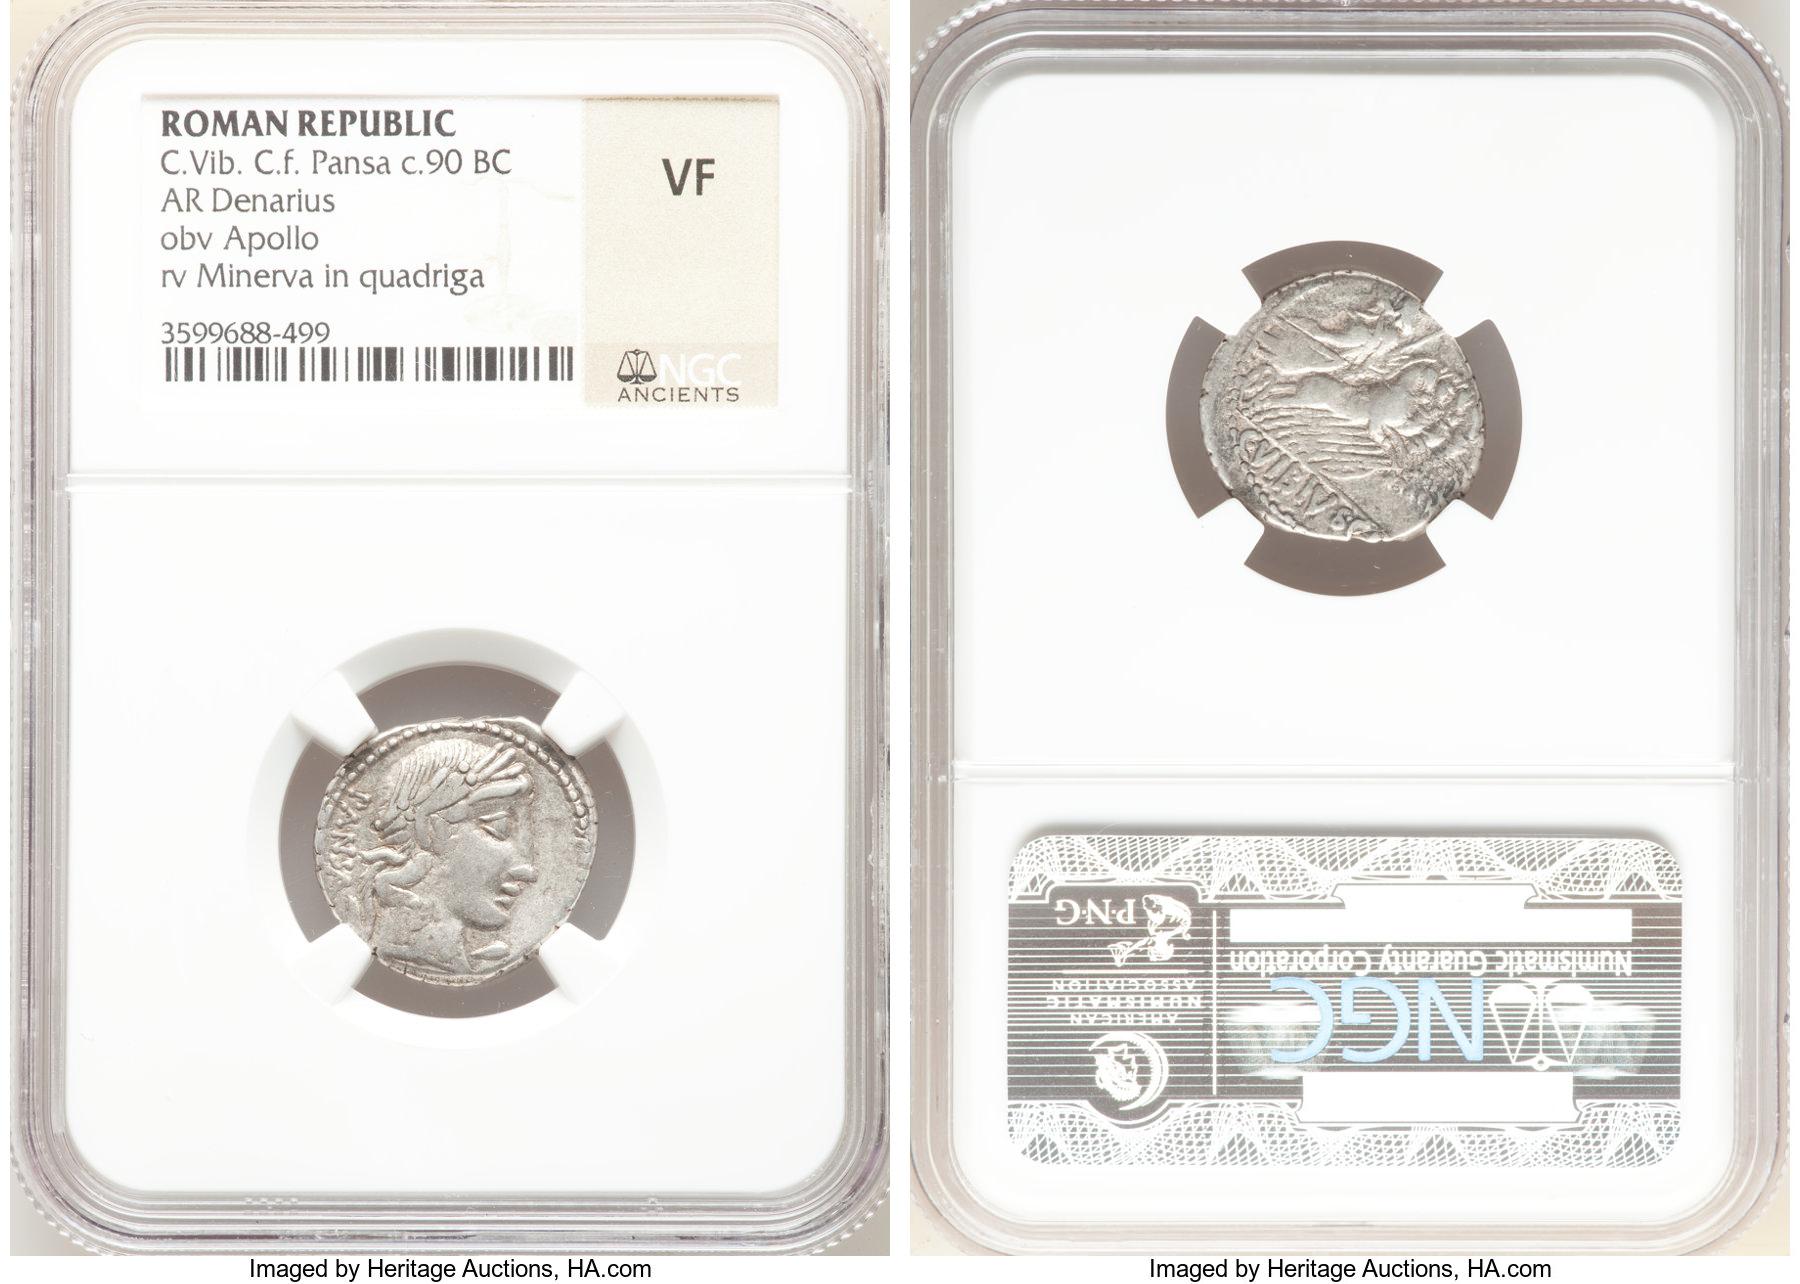 ROMAN REPUBLIC
C.Vib. C.f. Pansa c.90 BC
AR Denarius
obv Apollo
rv Minerva in quadriga
3599688-499
VF
NGC
ANCIENTS
PANSA
C·VIBIVS·C
P·N·G
AMERICAN
NUMISMATIC
ASSOCIATION
NGC
Numismatic Guaranty Corporation
Imaged by Heritage Auctions, HA.com
Imaged by Heritage Auctions, HA.com